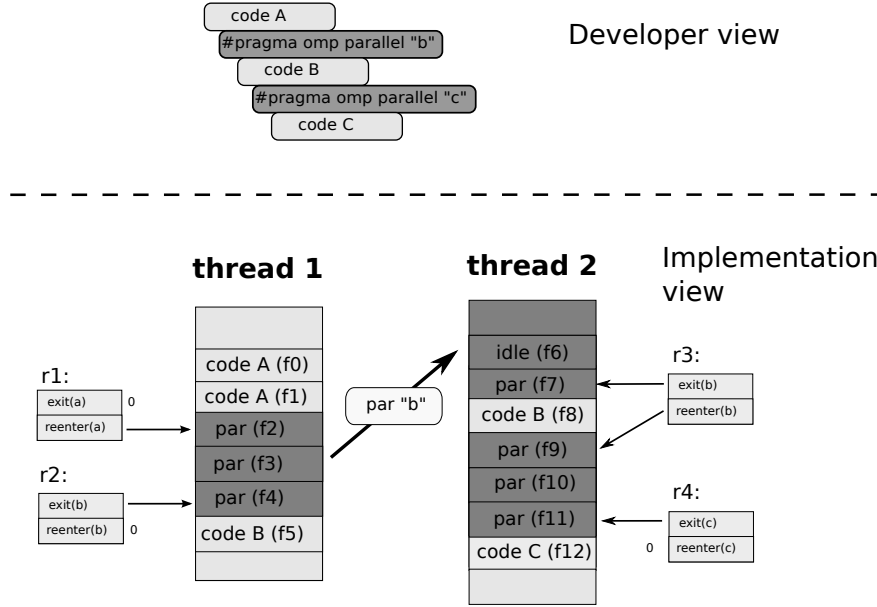 code A
#pragma omp parallel "b"
code B
#pragma omp parallel "c"
code C
Developer view
Implementation
view
thread 1
code A (f0)
code A (f1)
par (f2)
par (f3)
par (f4)
code B (f5)
r1:
exit(a) 0
reenter(a)
r2:
exit(b)
reenter(b) 0
par "b"
thread 2
idle (f6)
par (f7)
code B (f8)
par (f9)
par (f10)
par (f11)
code C (f12)
r3:
exit(b)
reenter(b)
r4:
exit(c)
0 reenter(c)